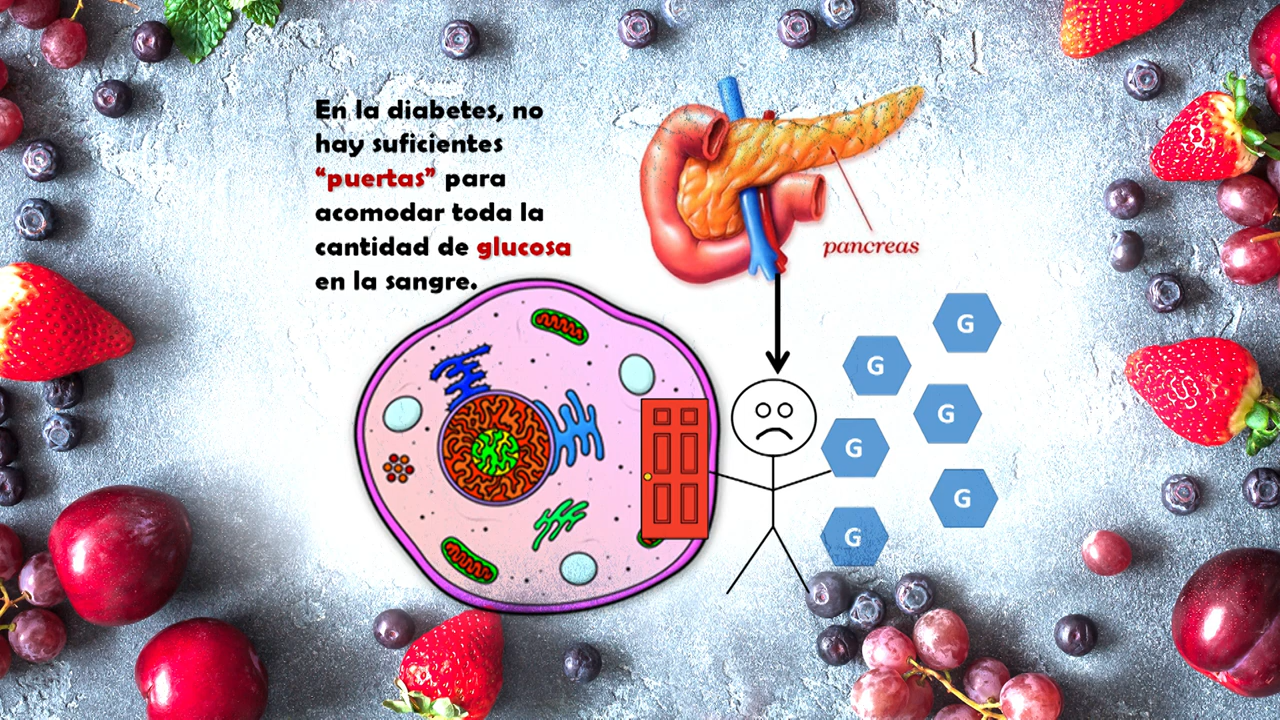 En la diabetes, no
hay suficientes
“puertas” para
acomodar toda la
cantidad de glucosa
en la sangre.
pancreas
G
G
G
G
G
G